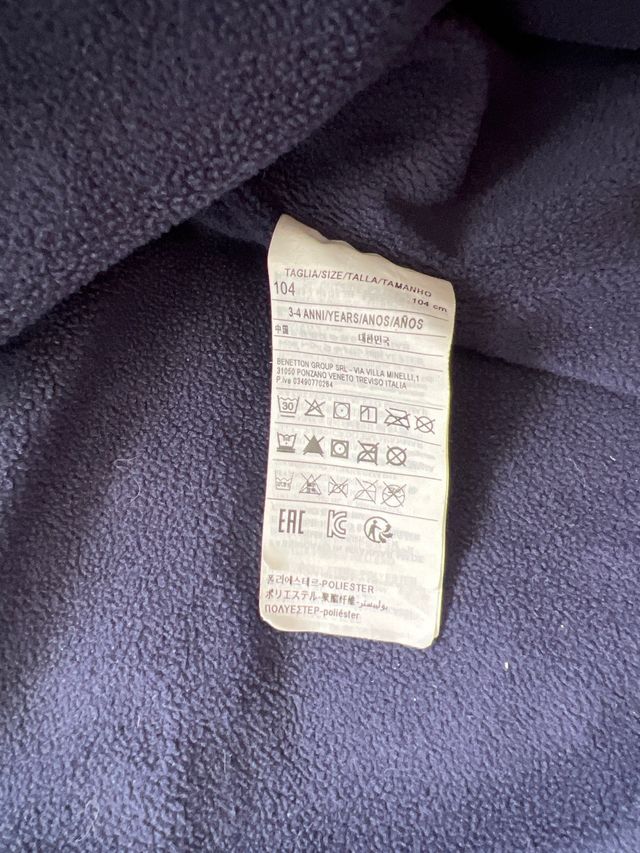 TAGLIA/SIZE/TALLA/TAMANHO
104
104 cm
3-4 ANNI/YEARS/ANOS/AÑOS
中国 대한민국
BENETTON GROUP SRL - VIA VILLA MINELLI,1
31050 PONZANO VENETO TREVISO ITALIA
P.Iva 03490770264
30
EAC
폴리에스테르-POLIESTER
ポリエステル-聚酯纤维-بوليستر
ΠΟΛΥΕΣΤΕΡ-poliéster